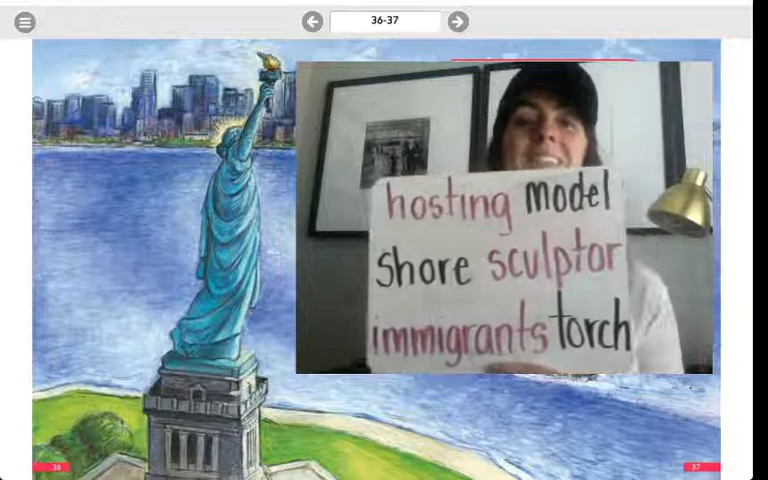 36-37
hosting model
shore sculptor
immigrants torch
36
37